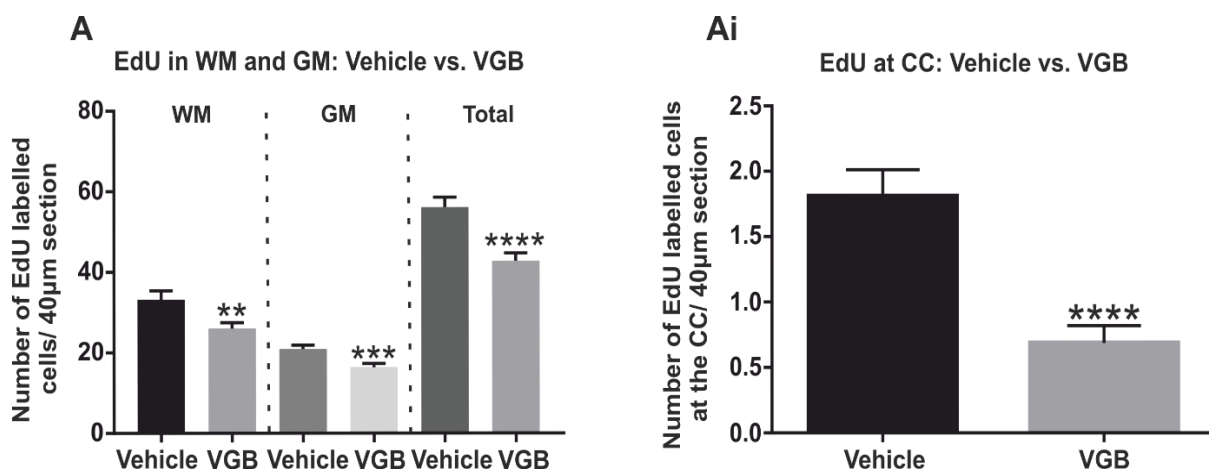 A
EdU in WM and GM: Vehicle vs. VGB
Number of EdU labelled
cells/ 40µm section
80
60
40
20
0
WM
GM
Total
**
***
****
Vehicle VGB Vehicle VGB Vehicle VGB
Ai
EdU at CC: Vehicle vs. VGB
Number of EdU labelled cells
at the CC/ 40µm section
2.5
2.0
1.5
1.0
0.5
0.0
****
Vehicle VGB